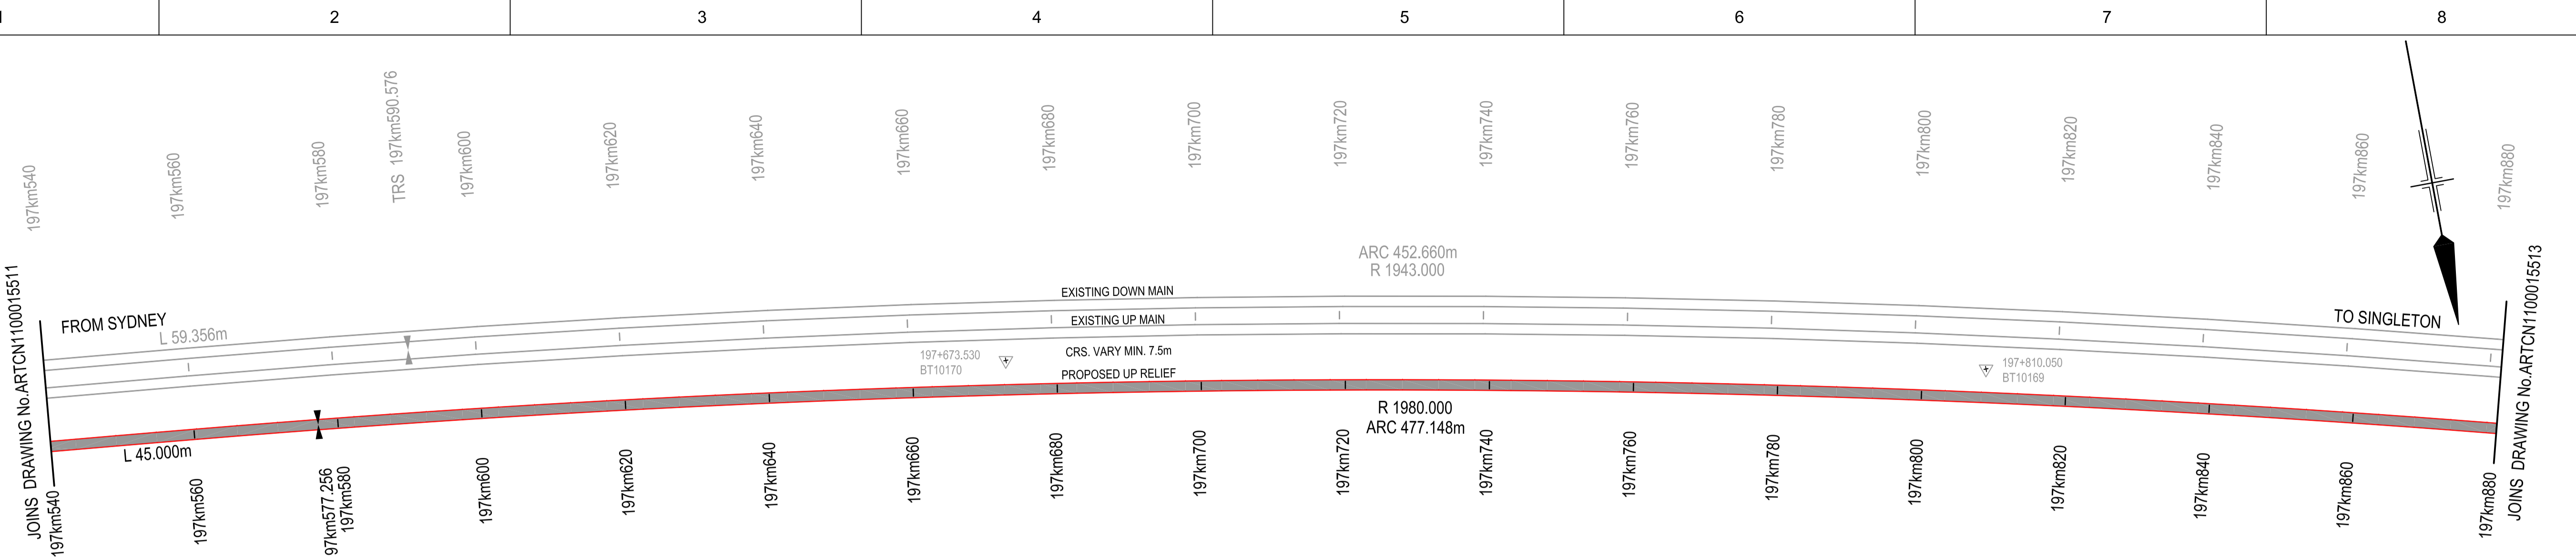 2
3
4
5
6
7
8
197km540
197km560
197km580
TRS 197km590.576
197km600
197km620
197km640
197km660
197km680
197km700
197km720
197km740
197km760
197km780
197km800
197km820
197km840
197km860
197km880
ARC 452.660m
R 1943.000
JOINS DRAWING No.ARTCN1100015511
FROM SYDNEY
L 59.356m
EXISTING DOWN MAIN
EXISTING UP MAIN
CRS. VARY MIN. 7.5m
PROPOSED UP RELIEF
197+673.530
BT10170
197+810.050
BT10169
TO SINGLETON
JOINS DRAWING No.ARTCN1100015513
R 1980.000
ARC 477.148m
L 45.000m
197km540
197km560
97km577.256
197km580
197km600
197km620
197km640
197km660
197km680
197km700
197km720
197km740
197km760
197km780
197km800
197km820
197km840
197km860
197km880